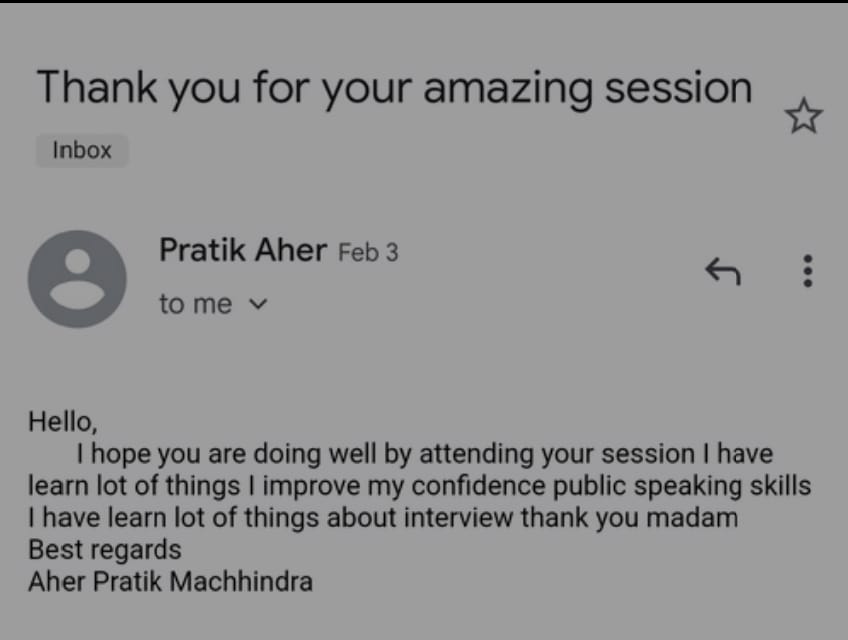 Thank you for your amazing session
Inbox
Pratik Aher Feb 3
to me
Hello,
I hope you are doing well by attending your session I have
learn lot of things I improve my confidence public speaking skills
I have learn lot of things about interview thank you madam
Best regards
Aher Pratik Machhindra